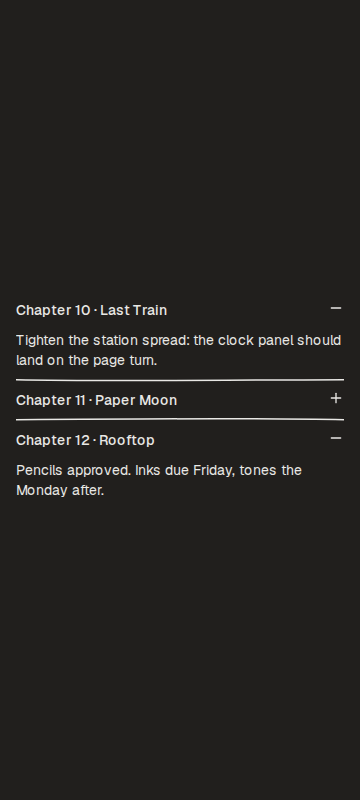 Chapter 10 · Last Train
Tighten the station spread: the clock panel should
land on the page turn.
Chapter 11 · Paper Moon
Chapter 12 · Rooftop
Pencils approved. Inks due Friday, tones the
Monday after.